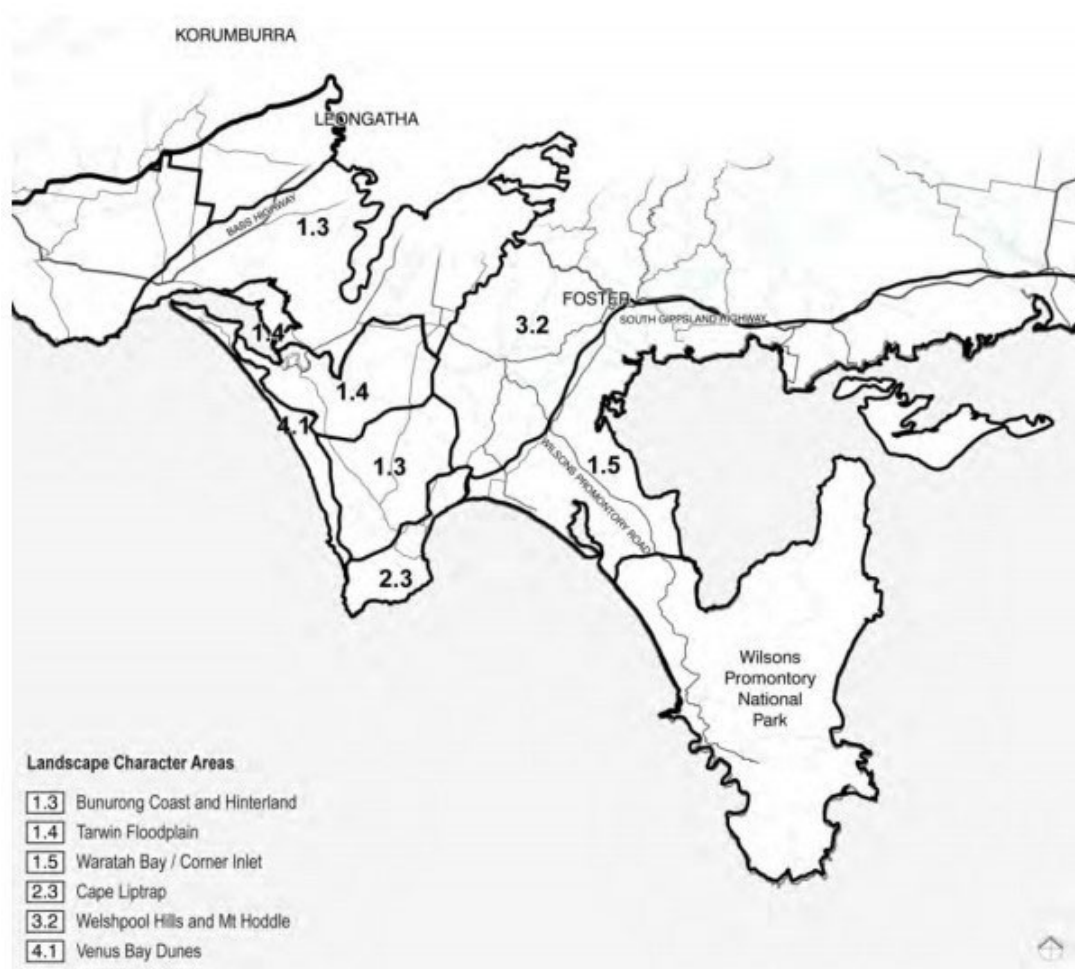 KORUMBURRA
LEONGATHA
BASS HIGHWAY
1.3
FOSTER
3.2
SOUTH GIPPSLAND HIGHWAY
1.4
1.4
4.1
1.3
1.5
WILSONS PROMONTORY ROAD
2.3
Wilsons
Promontory
National
Park
Landscape Character Areas
1.3 Bunurong Coast and Hinterland
1.4 Tarwin Floodplain
1.5 Waratah Bay / Corner Inlet
2.3 Cape Liptrap
3.2 Welshpool Hills and Mt Hoddle
4.1 Venus Bay Dunes